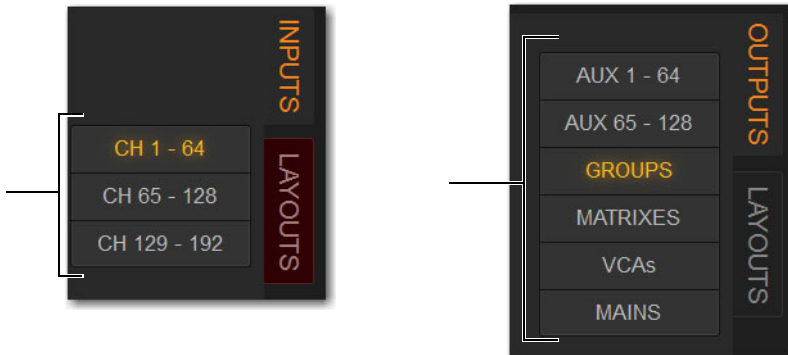 INPUTS
CH 1 - 64
CH 65 - 128
CH 129 - 192
LAYOUTS
OUTPUTS
AUX 1 - 64
AUX 65 - 128
GROUPS
MATRIXES
VCAs
MAINS
LAYOUTS